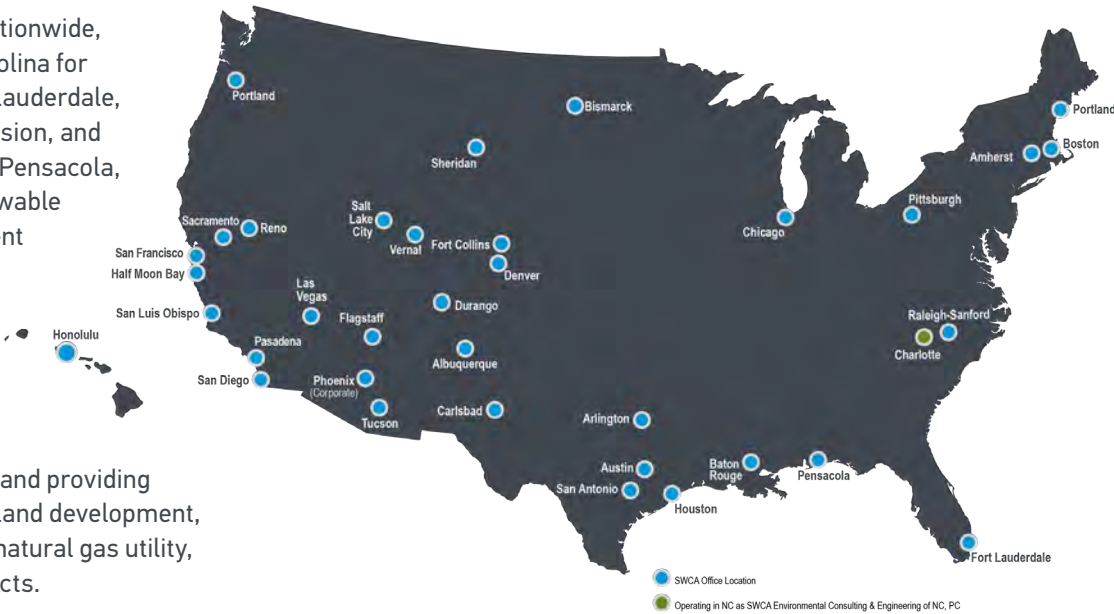 tionwide,
olina for
auderdale,
sion, and
Pensacola,
wable
ent
and providing
land development,
natural gas utility,
cts.
Portland
Bismarck
Portland
Sheridan
Amherst
Boston
Pittsburgh
Chicago
Salt
Lake
City
Vernal
Sacramento
Reno
Fort Collins
Denver
San Francisco
Half Moon Bay
Las
Vegas
Durango
San Luis Obispo
Flagstaff
Raleigh-Sanford
Charlotte
Honolulu
Pasadena
Albuquerque
San Diego
Phoenix
(Corporate)
Tucson
Carlsbad
Arlington
Austin
San Antonio
Houston
Baton
Rouge
Pensacola
Fort Lauderdale
SWCA Office Location
Operating in NC as SWCA Environmental Consulting & Engineering of NC, PC